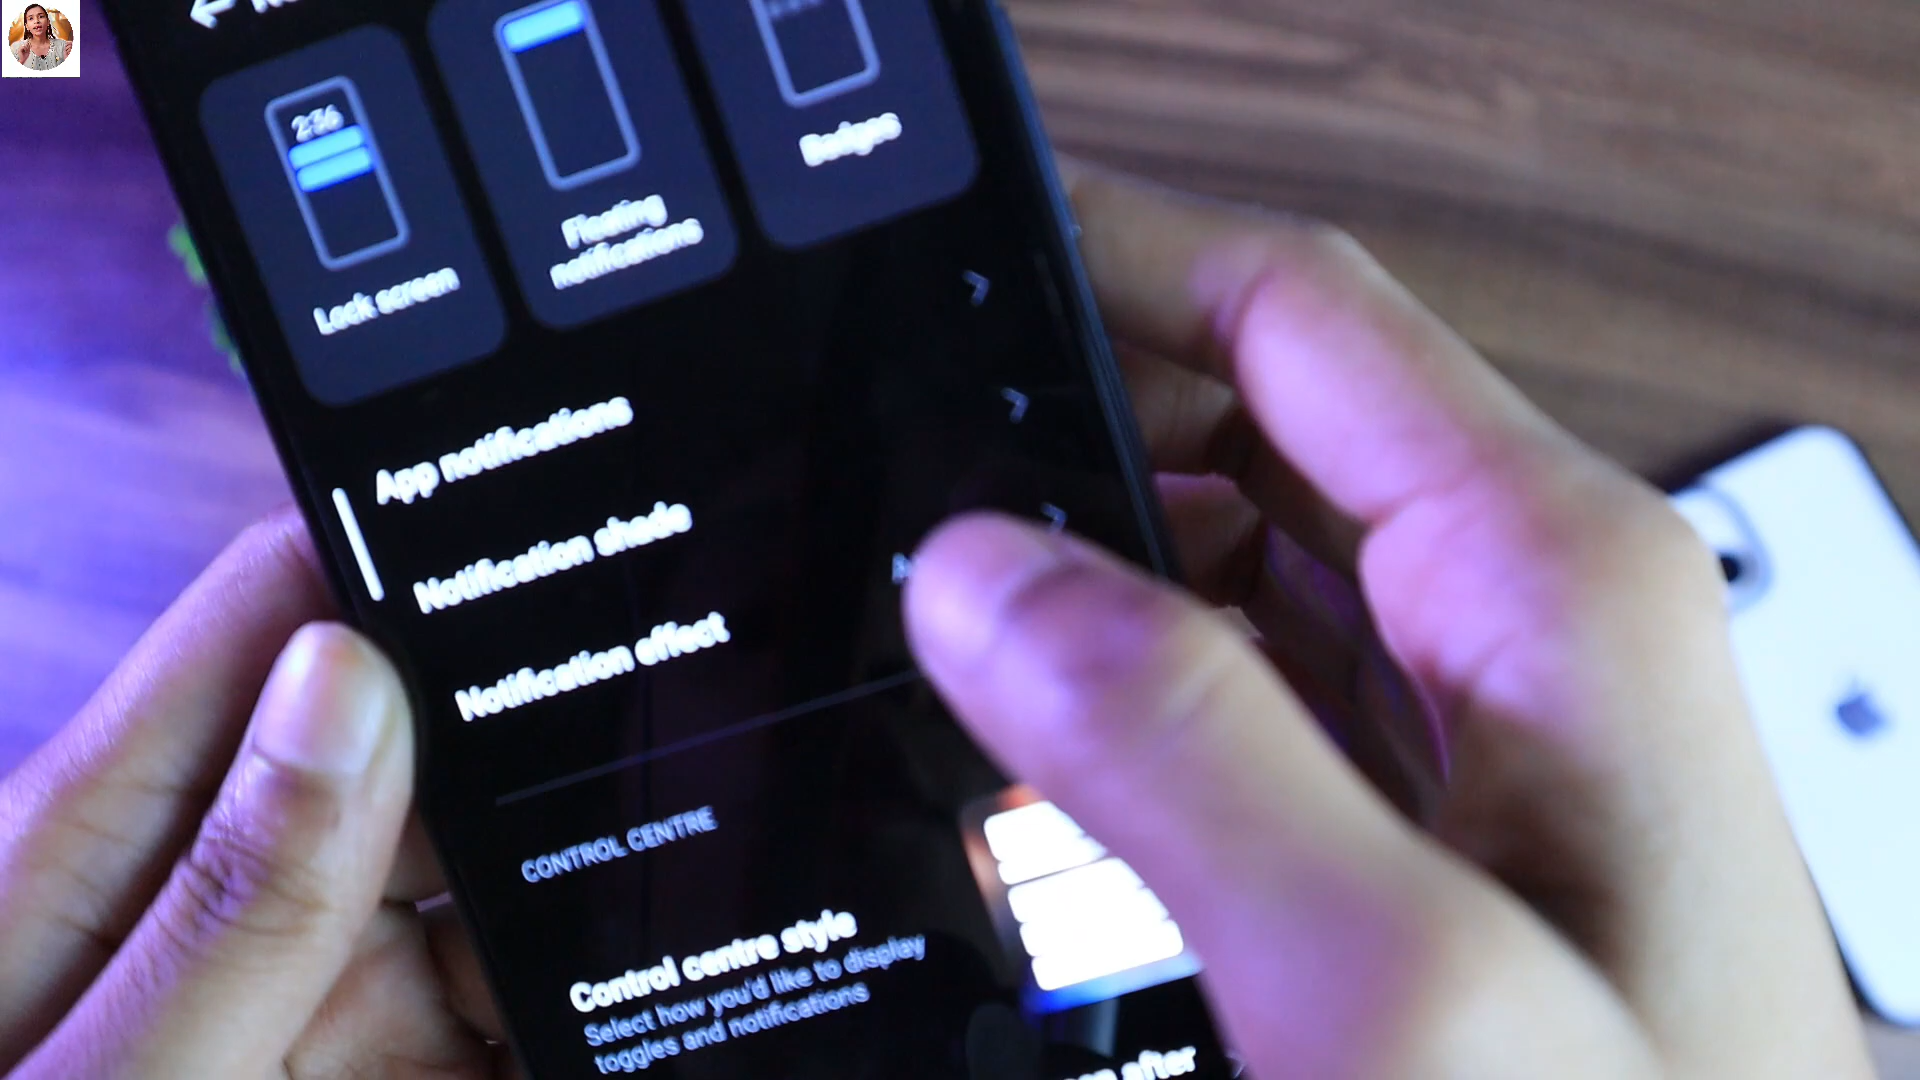 2:36
Lock screen
Floating
notifications
Badges
App notifications
Notification shade
Notification effect
CONTROL CENTRE
Control centre style
Select how you'd like to display
toggles and notifications
after